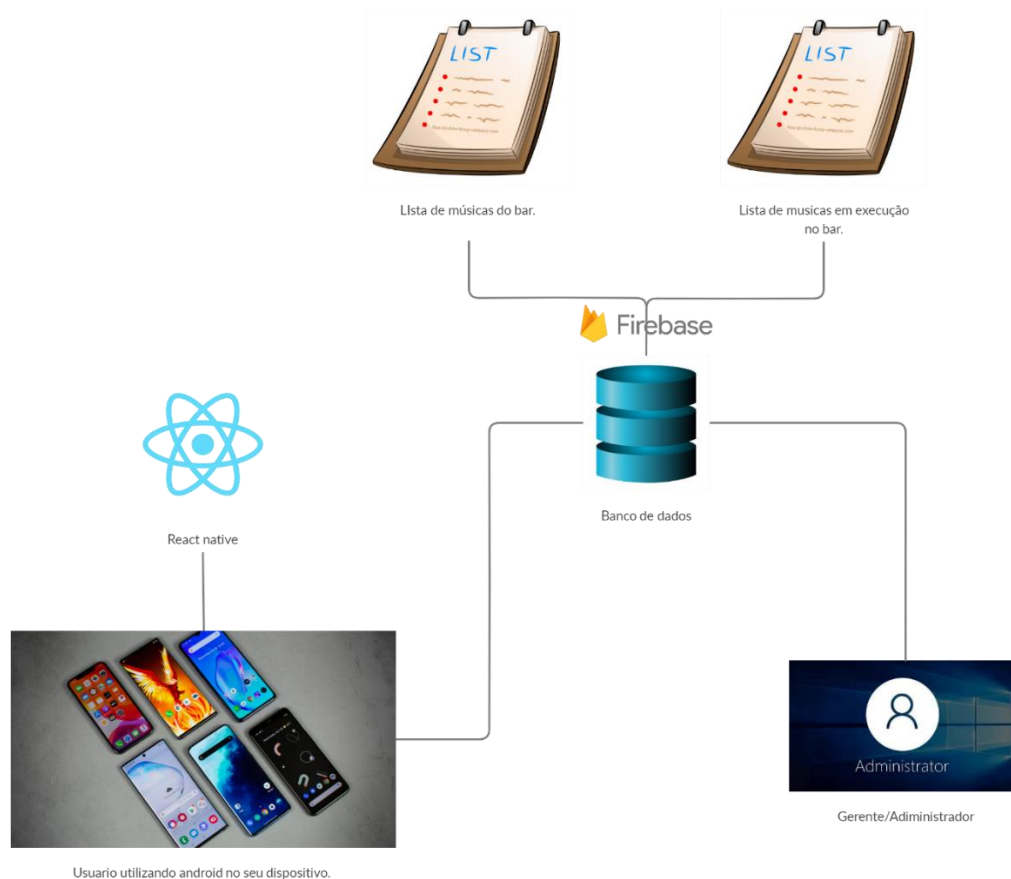 LIST
LIST
LIsta de músicas do bar.
Lista de musicas em execução
no bar.
Firebase
Banco de dados
React native
Administrator
Gerente/Adiministrador
Usuario utilizando android no seu dispositivo.